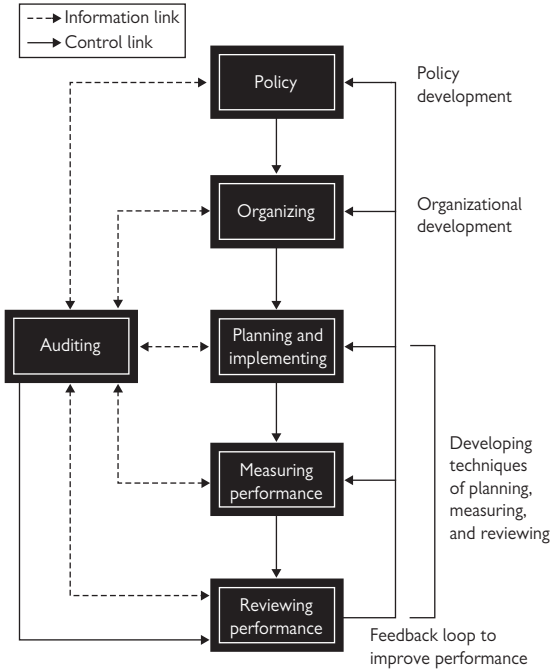 Information link
Control link
Policy
Policy
development
Organizing
Organizational
development
Auditing
Planning and
implementing
Measuring
performance
Developing
techniques
of planning,
measuring,
and reviewing
Reviewing
performance
Feedback loop to
improve performance